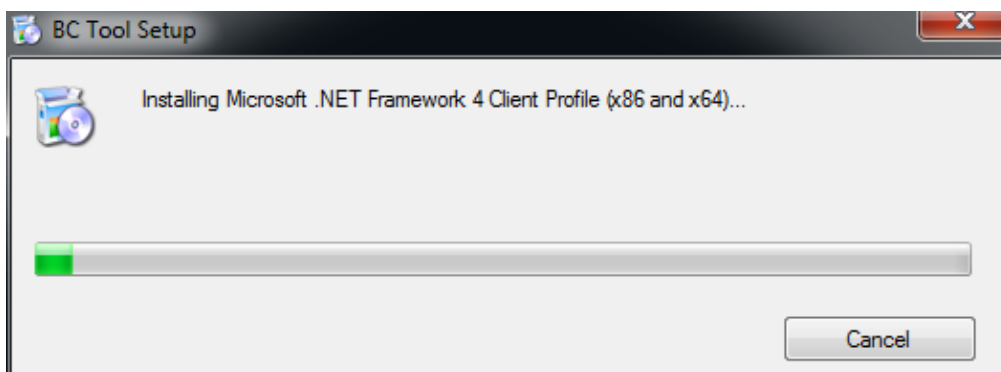 BC Tool Setup
Installing Microsoft .NET Framework 4 Client Profile (x86 and x64)...
Cancel